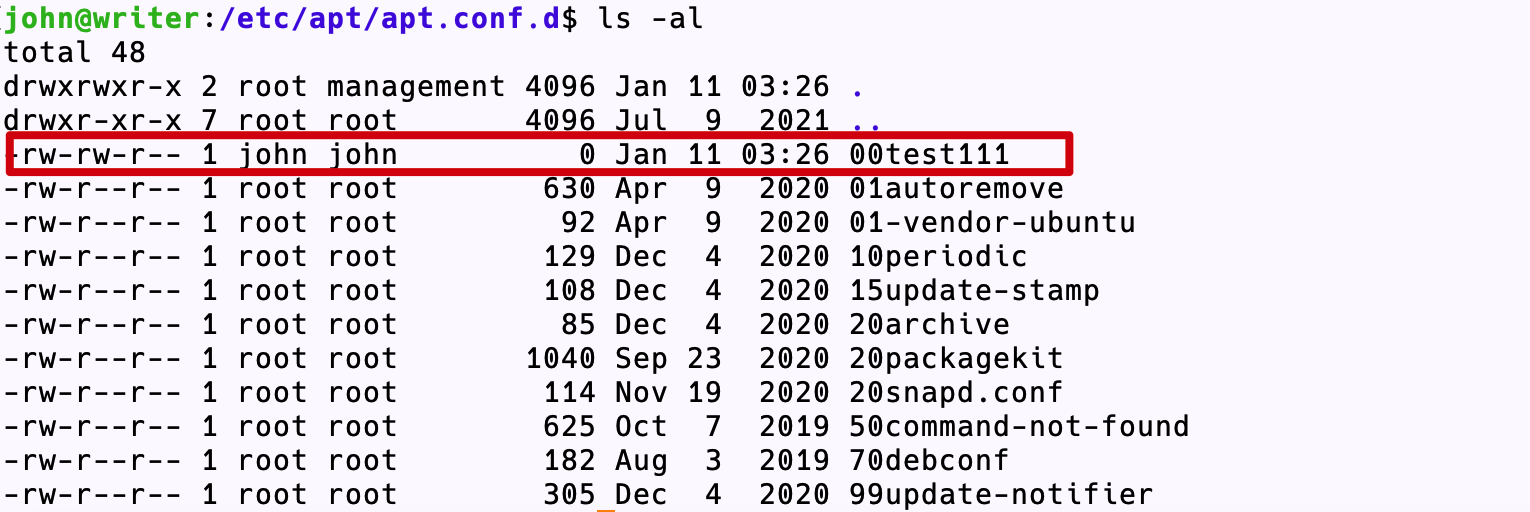 john@writer:/etc/apt/apt.conf.d$ ls -al
total 48
drwxrwxr-x 2 root management 4096 Jan 11 03:26 .
drwxr-xr-x 7 root root       4096 Jul  9  2021 ..
-rw-rw-r-- 1 john john          0 Jan 11 03:26 00test111
-rw-r--r-- 1 root root        630 Apr  9  2020 01autoremove
-rw-r--r-- 1 root root         92 Apr  9  2020 01-vendor-ubuntu
-rw-r--r-- 1 root root        129 Dec  4  2020 10periodic
-rw-r--r-- 1 root root        108 Dec  4  2020 15update-stamp
-rw-r--r-- 1 root root         85 Dec  4  2020 20archive
-rw-r--r-- 1 root root       1040 Sep 23  2020 20packagekit
-rw-r--r-- 1 root root        114 Nov 19  2020 20snapd.conf
-rw-r--r-- 1 root root        625 Oct  7  2019 50command-not-found
-rw-r--r-- 1 root root        182 Aug  3  2019 70debconf
-rw-r--r-- 1 root root        305 Dec  4  2020 99update-notifier